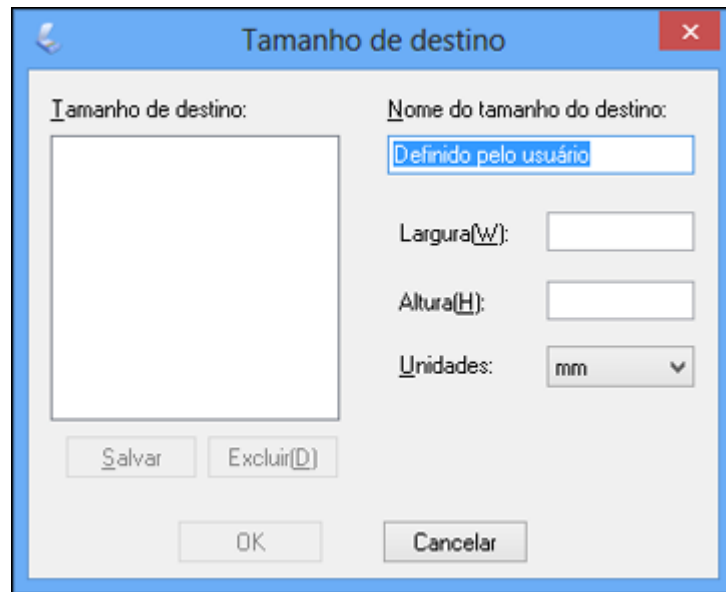 Tamanho de destino
Tamanho de destino:
Nome do tamanho do destino:
Definido pelo usuário
Largura(W):
Altura(H):
Unidades: mm
Salvar Excluir(D)
OK Cancelar